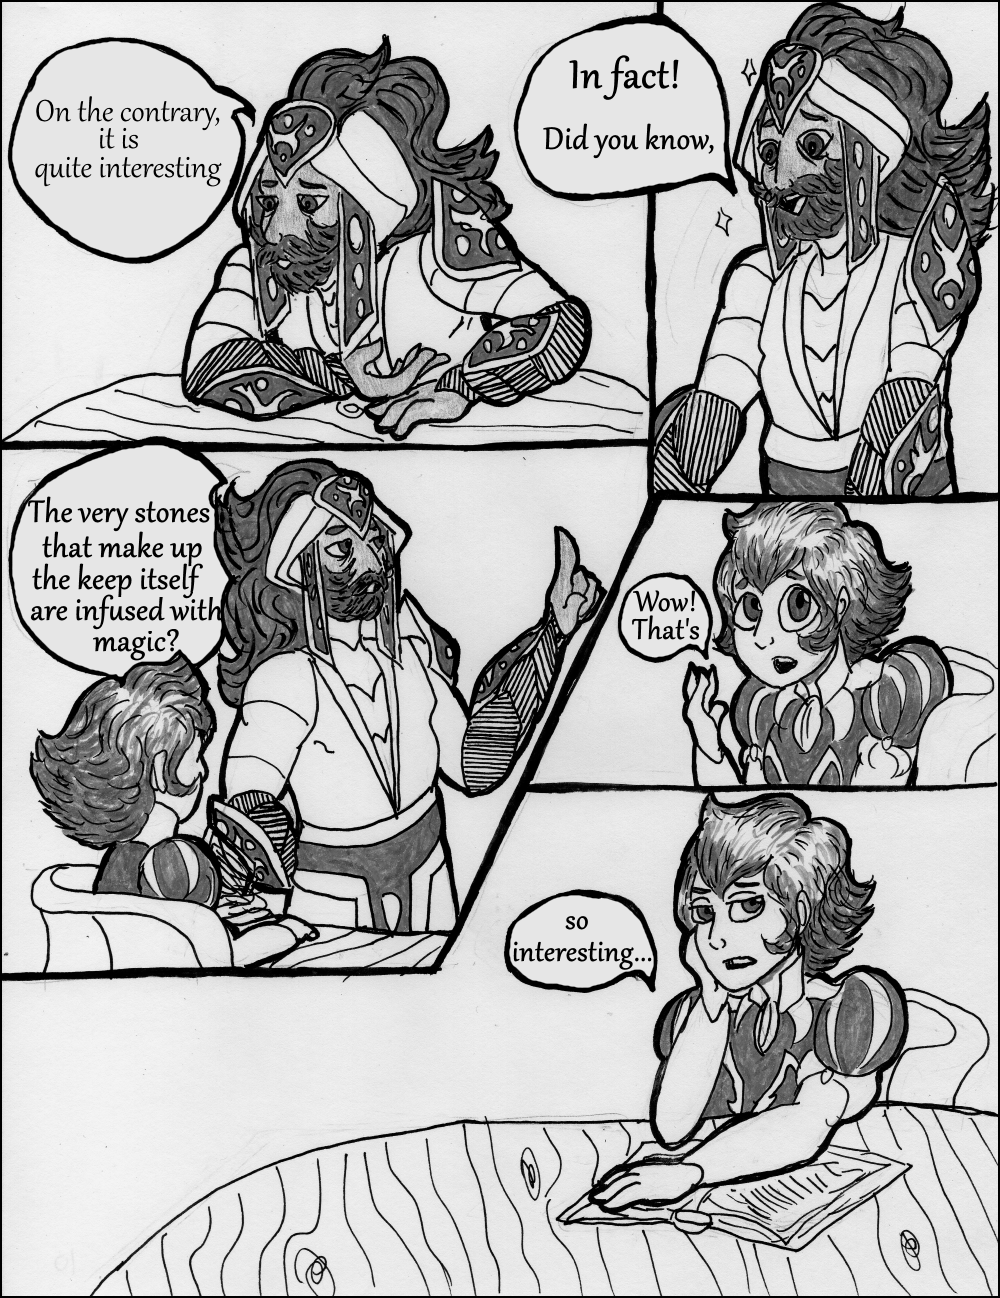 On the contrary,
it is
quite interesting
In fact!
Did you know,
The very stones
that make up
the keep itself
are infused with
magic?
Wow!
That's
so
interesting...